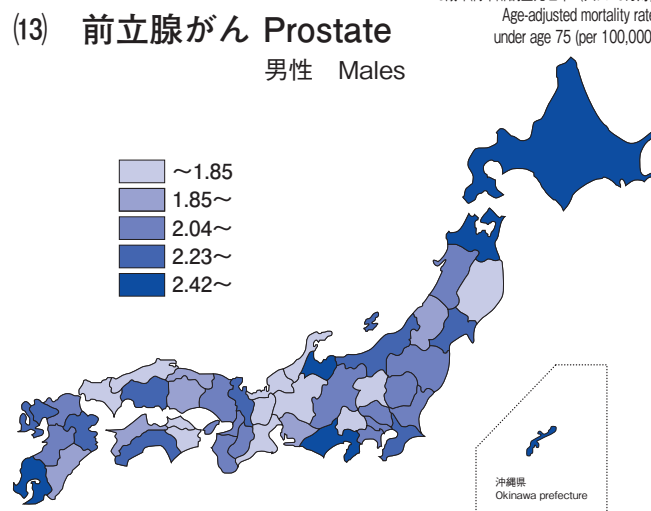 Age-adjusted mortality rate
under age 75 (per 100,000
⒀ 前立腺がん Prostate
男性 Males
〜1.85
1.85〜
2.04〜
2.23〜
2.42〜
沖縄県
Okinawa prefecture